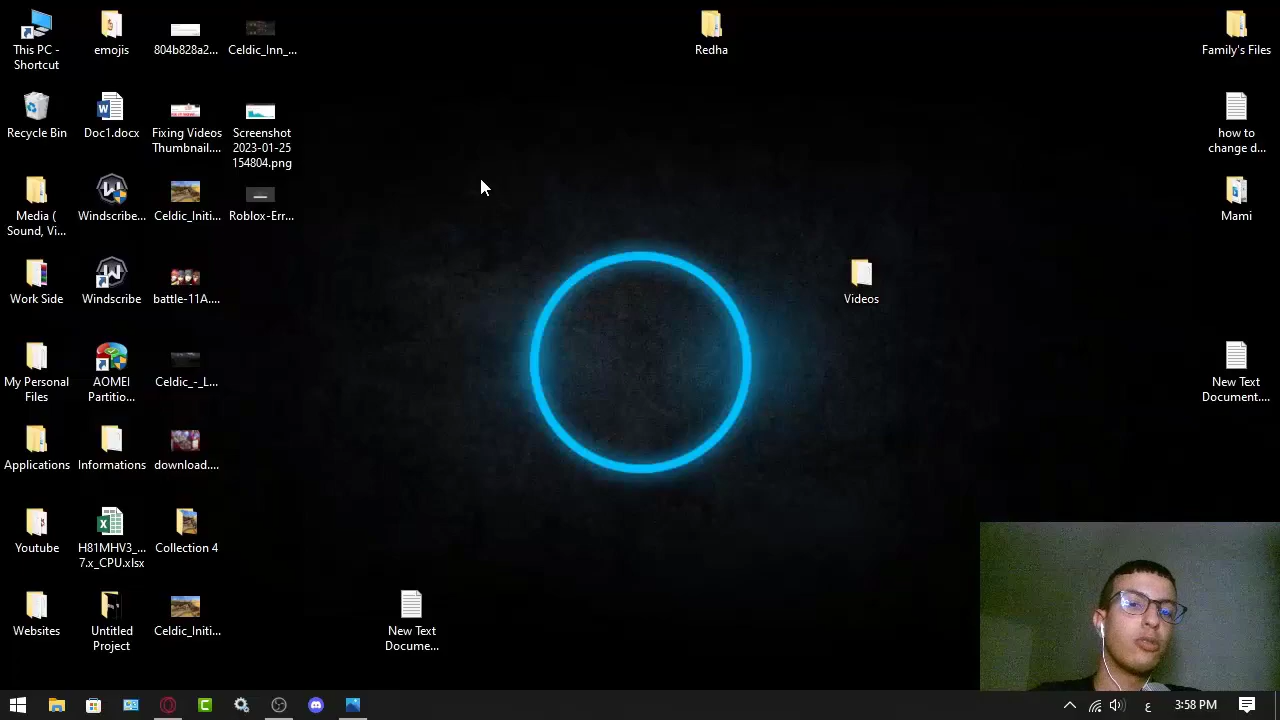 This PC -
Shortcut
emojis
804b828a2...
Celdic_Inn_...
Redha
Family's Files
Recycle Bin
Doc1.docx
Fixing Videos
Thumbnail....
Screenshot
2023-01-25
154804.png
how to
change d...
Media (
Sound, Vi...
Windscribe...
Celdic_Initi...
Roblox-Err...
Mami
Work Side
Windscribe
battle-11A....
Videos
My Personal
Files
AOMEI
Partitio...
Celdic_-_L...
New Text
Document....
Applications
Informations
download....
Youtube
H81MHV3_...
7.x_CPU.xlsx
Collection 4
Websites
Untitled
Project
Celdic_Initi...
New Text
Docume...
ع
3:58 PM